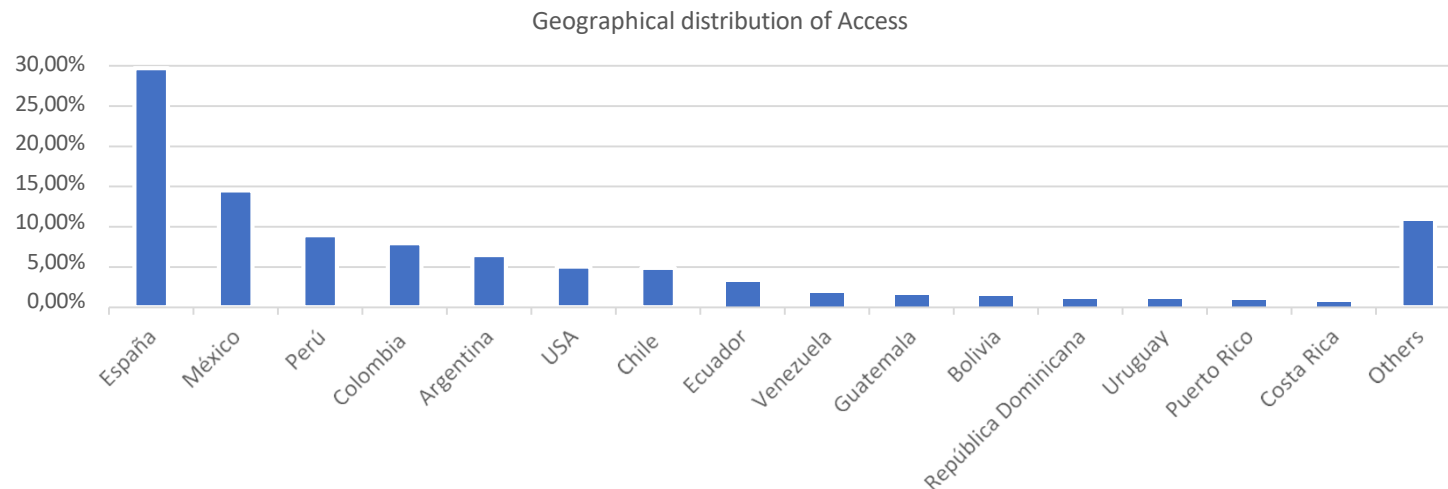 Geographical distribution of Access
30,00%
25,00%
20,00%
15,00%
10,00%
5,00%
0,00%
España
México
Perú
Colombia
Argentina
USA
Chile
Ecuador
Venezuela
Guatemala
Bolivia
República Dominicana
Uruguay
Puerto Rico
Costa Rica
Others